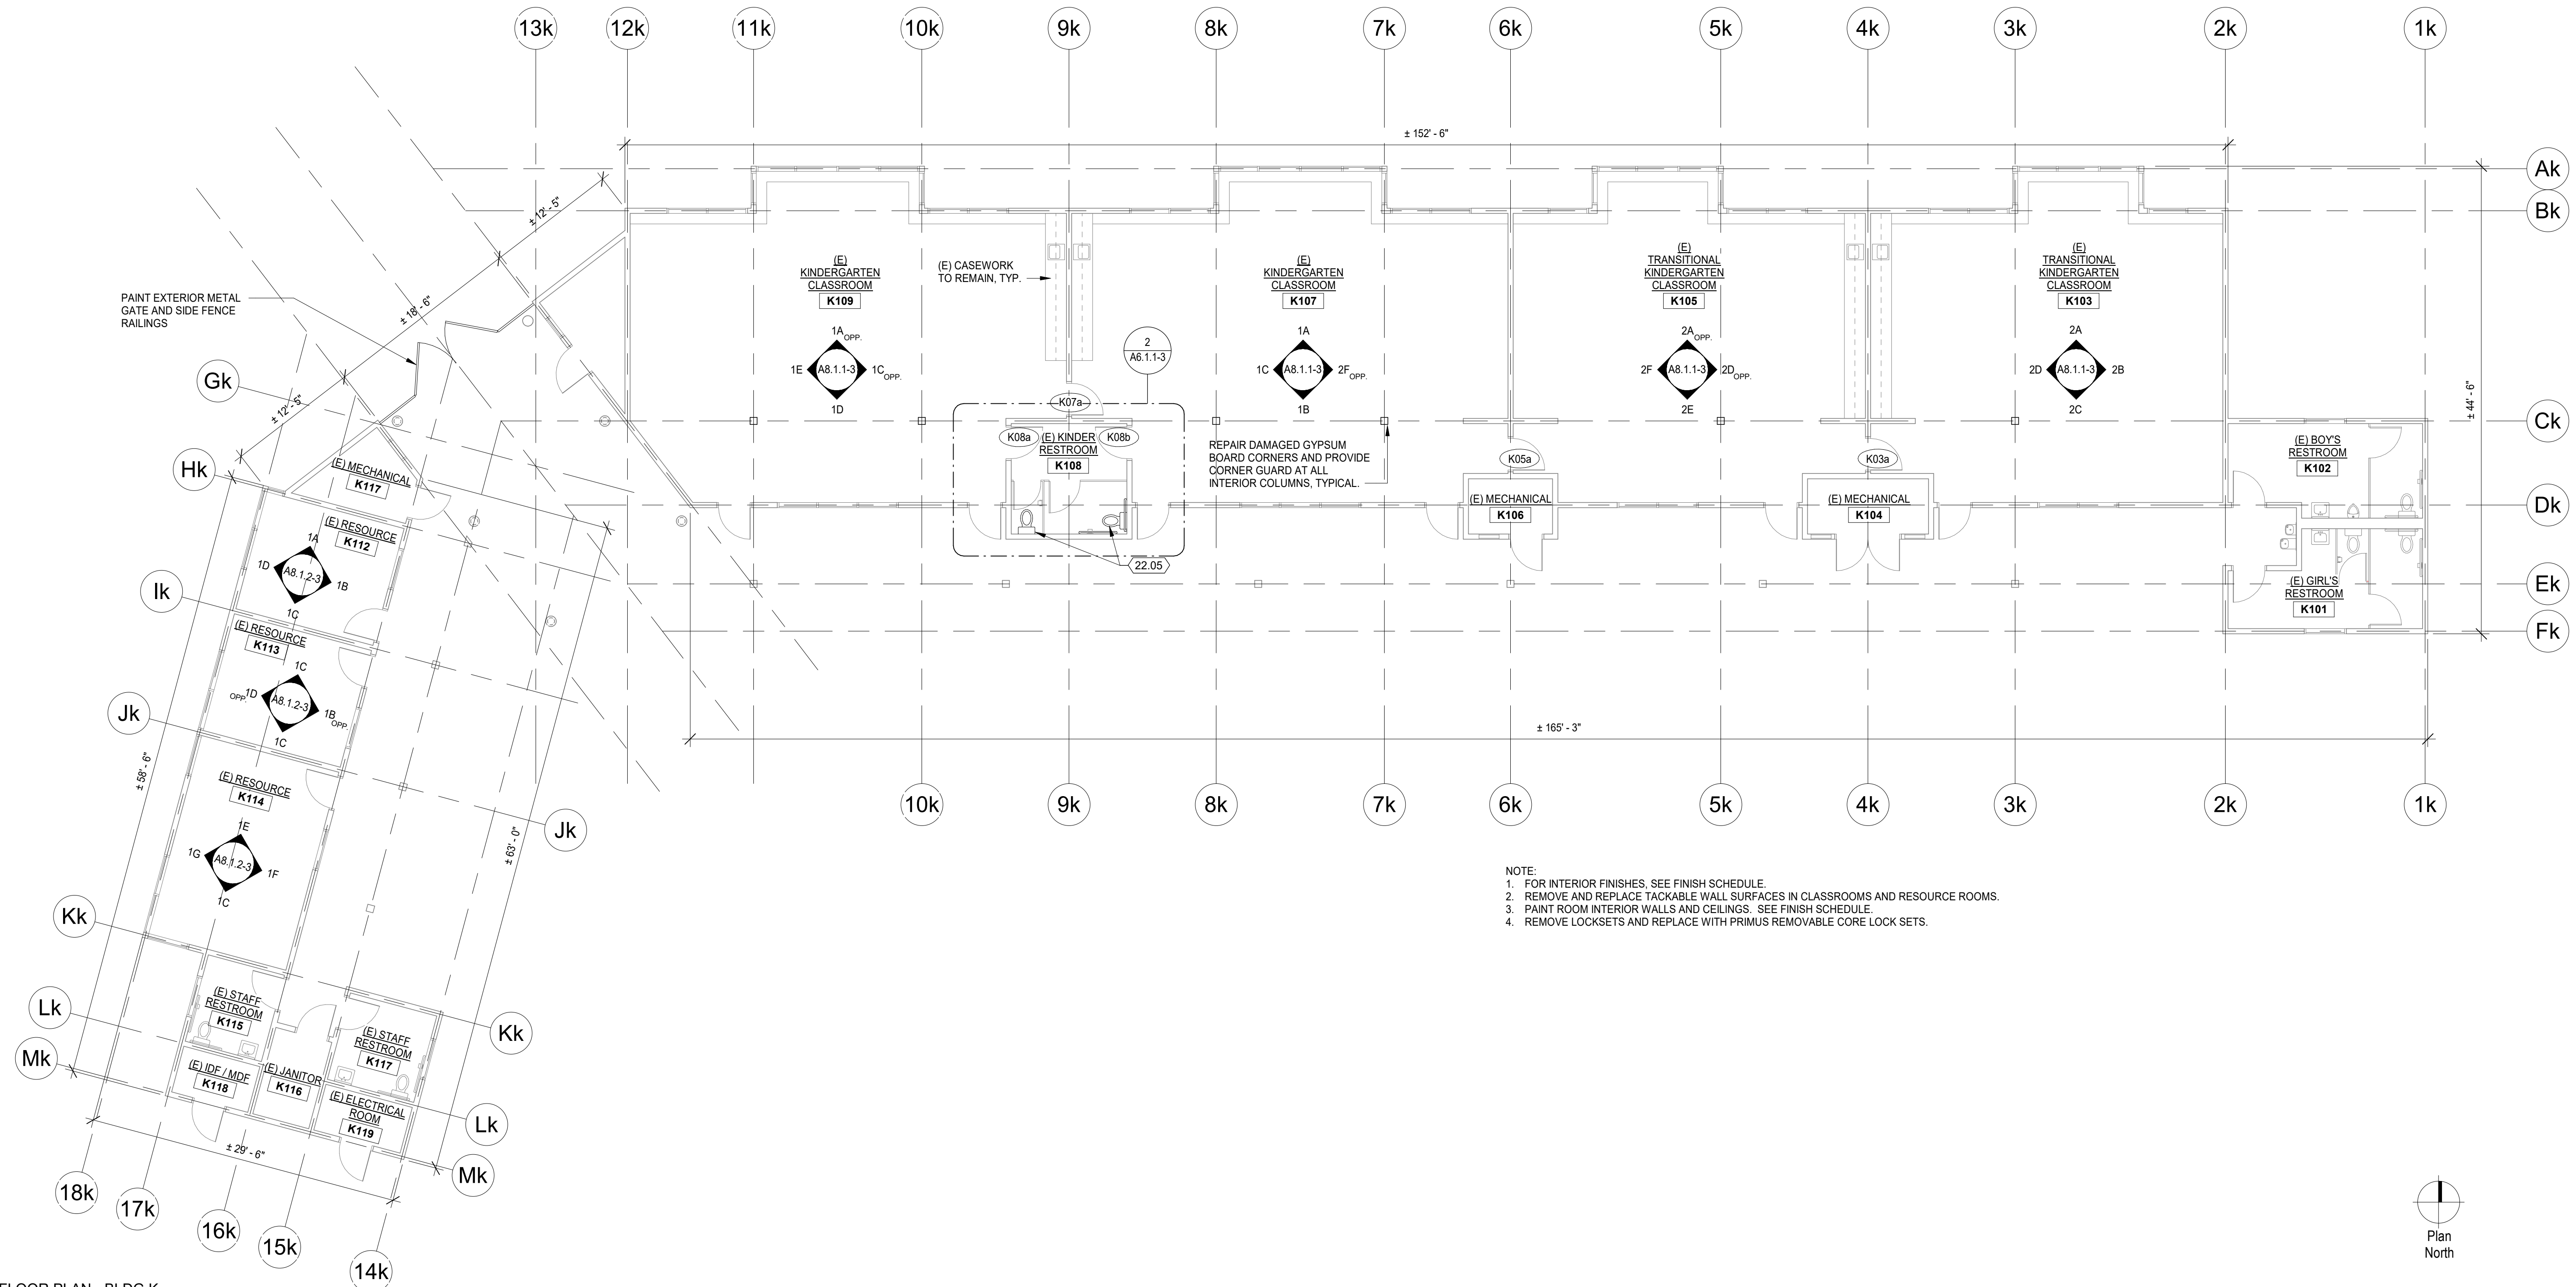 13k 12k 11k 10k 9k 8k 7k 6k 5k 4k 3k 2k 1k
± 152' - 6"
Ak
Bk
Ck
Dk
Ek
Fk
± 44' - 6"
± 12' - 5"
± 18' - 6"
± 12' - 5"
PAINT EXTERIOR METAL
GATE AND SIDE FENCE
RAILINGS
Gk
Hk
Ik
Jk
Kk
Lk
Mk
(E)
KINDERGARTEN
CLASSROOM
K109
1A OPP.
1E A8.1.1-3 1C OPP.
1D
(E) CASEWORK
TO REMAIN, TYP.
2
A6.1.1-3
(E)
KINDERGARTEN
CLASSROOM
K107
1A
1C A8.1.1-3 2F OPP.
1B
(E)
TRANSITIONAL
KINDERGARTEN
CLASSROOM
K105
2A OPP.
2F A8.1.1-3 2D OPP.
2E
(E)
TRANSITIONAL
KINDERGARTEN
CLASSROOM
K103
2A
2D A8.1.1-3 2B
2C
K07a
K08a
K08b
(E) KINDER
RESTROOM
K108
22.05
REPAIR DAMAGED GYPSUM
BOARD CORNERS AND PROVIDE
CORNER GUARD AT ALL
INTERIOR COLUMNS, TYPICAL.
K05a
(E) MECHANICAL
K106
K03a
(E) MECHANICAL
K104
(E) BOY'S
RESTROOM
K102
(E) GIRL'S
RESTROOM
K101
(E) MECHANICAL
K117
(E) RESOURCE
K112
1A
1D A8.1.2-3 1B
1C
(E) RESOURCE
K113
1C
OPP. 1D A8.1.2-3 1B OPP.
1C
(E) RESOURCE
K114
1E
1G A8.1.2-3 1F
1C
± 58' - 6"
± 63' - 0"
Jk
Kk
Lk
Mk
(E) STAFF
RESTROOM
K115
(E) STAFF
RESTROOM
K117
(E) IDF / MDF
K118
(E) JANITOR
K116
(E) ELECTRICAL
ROOM
K119
± 29' - 6"
18k
17k
16k
15k
14k
± 165' - 3"
10k 9k 8k 7k 6k 5k 4k 3k 2k 1k
NOTE:
1. FOR INTERIOR FINISHES, SEE FINISH SCHEDULE.
2. REMOVE AND REPLACE TACKABLE WALL SURFACES IN CLASSROOMS AND RESOURCE ROOMS.
3. PAINT ROOM INTERIOR WALLS AND CEILINGS. SEE FINISH SCHEDULE.
4. REMOVE LOCKSETS AND REPLACE WITH PRIMUS REMOVABLE CORE LOCK SETS.
Plan
North
FLOOR PLAN - BLDG K